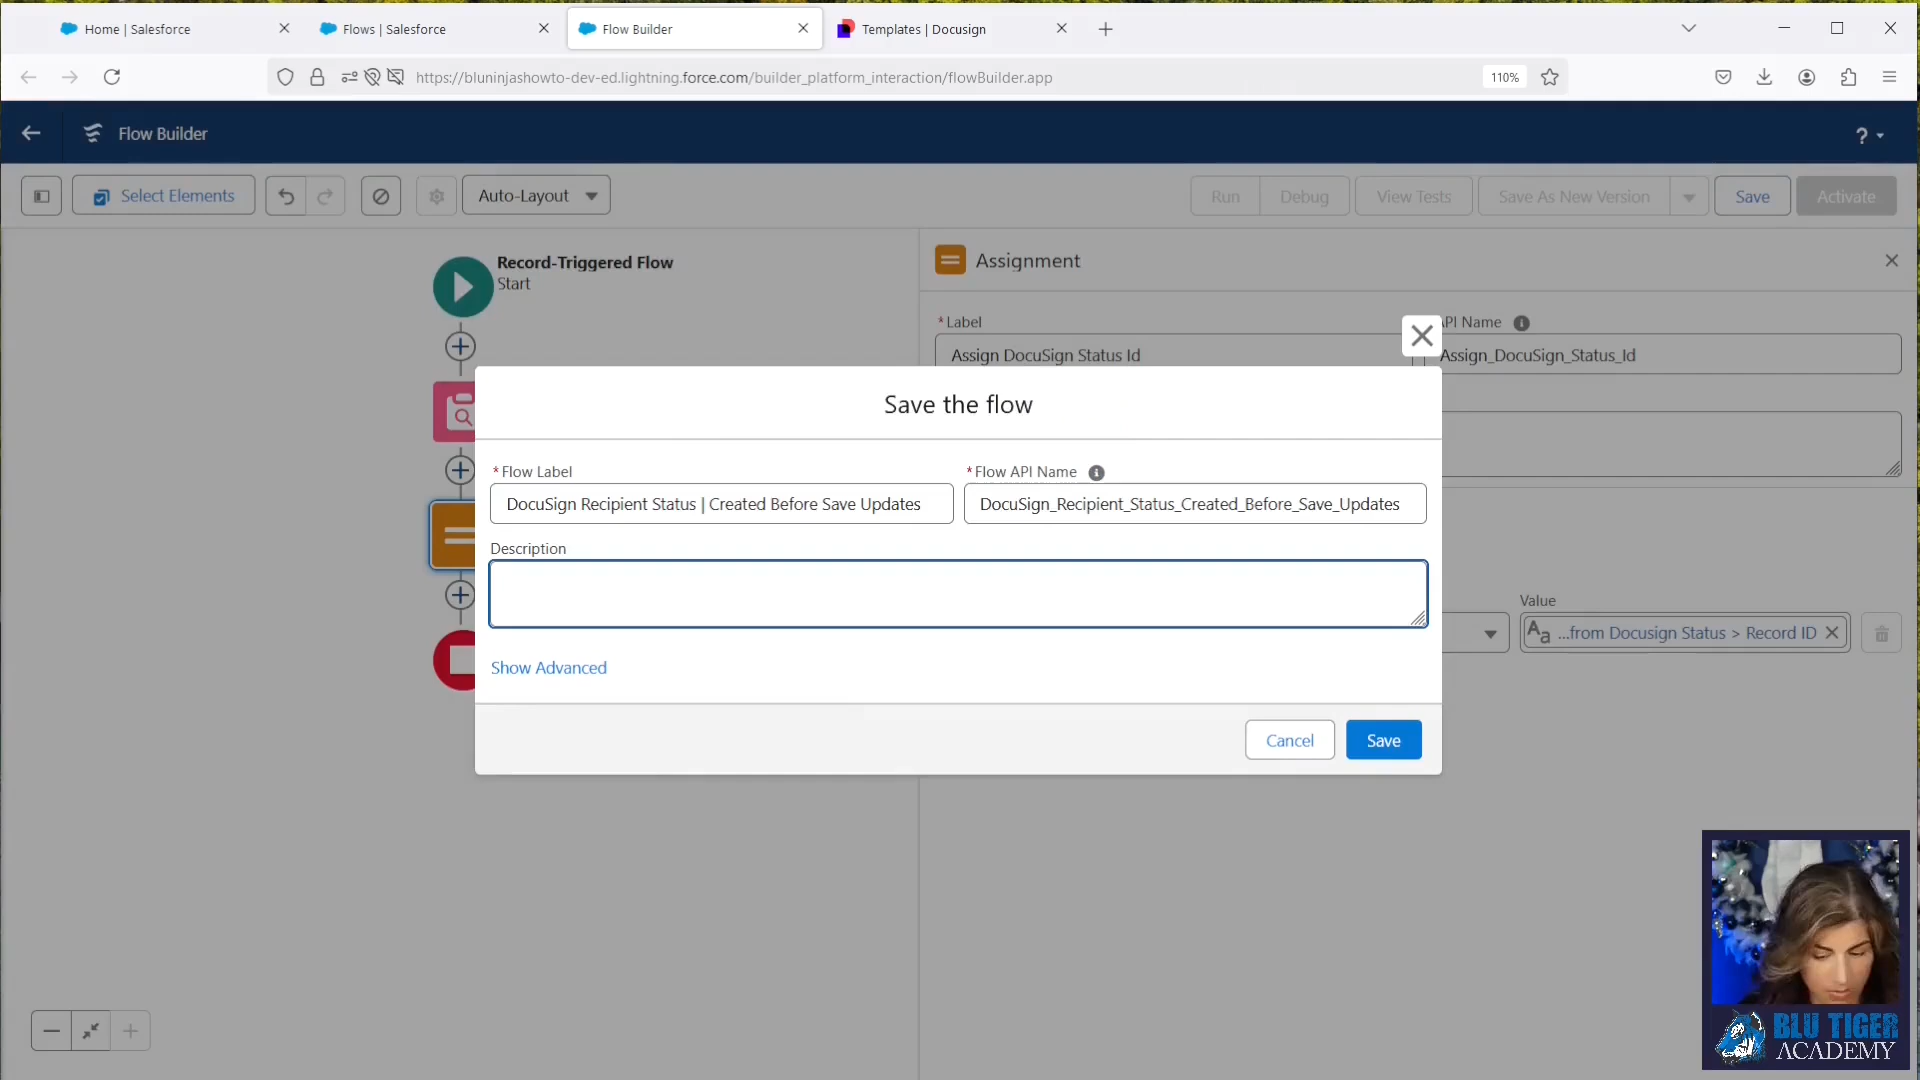 Home | Salesforce
Flows | Salesforce
Flow Builder
Templates | Docusign
https://bluninjashowto-dev-ed.lightning.force.com/builder_platform_interaction/flowBuilder.app
110%
Flow Builder
?
Select Elements
Auto-Layout
Run
Debug
View Tests
Save As New Version
Save
Activate
Record-Triggered Flow
Start
Assignment
*Label
API Name
Assign DocuSign Status Id
Assign_DocuSign_Status_Id
Save the flow
*Flow Label
*Flow API Name
DocuSign Recipient Status | Created Before Save Updates
DocuSign_Recipient_Status_Created_Before_Save_Updates
Description
Value
Aa ...from Docusign Status > Record ID
Show Advanced
Cancel
Save
BLU TIGER
ACADEMY